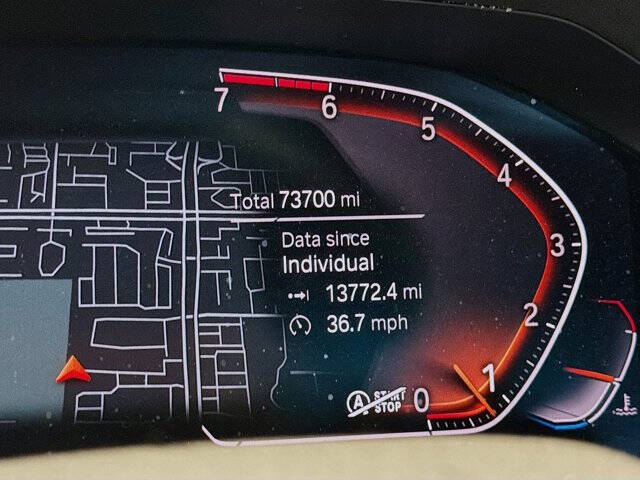 7
6
5
4
Total 73700 mi
Data since
3
Individual
13772.4 mi
2
36.7 mph
1
A START
STOP
0